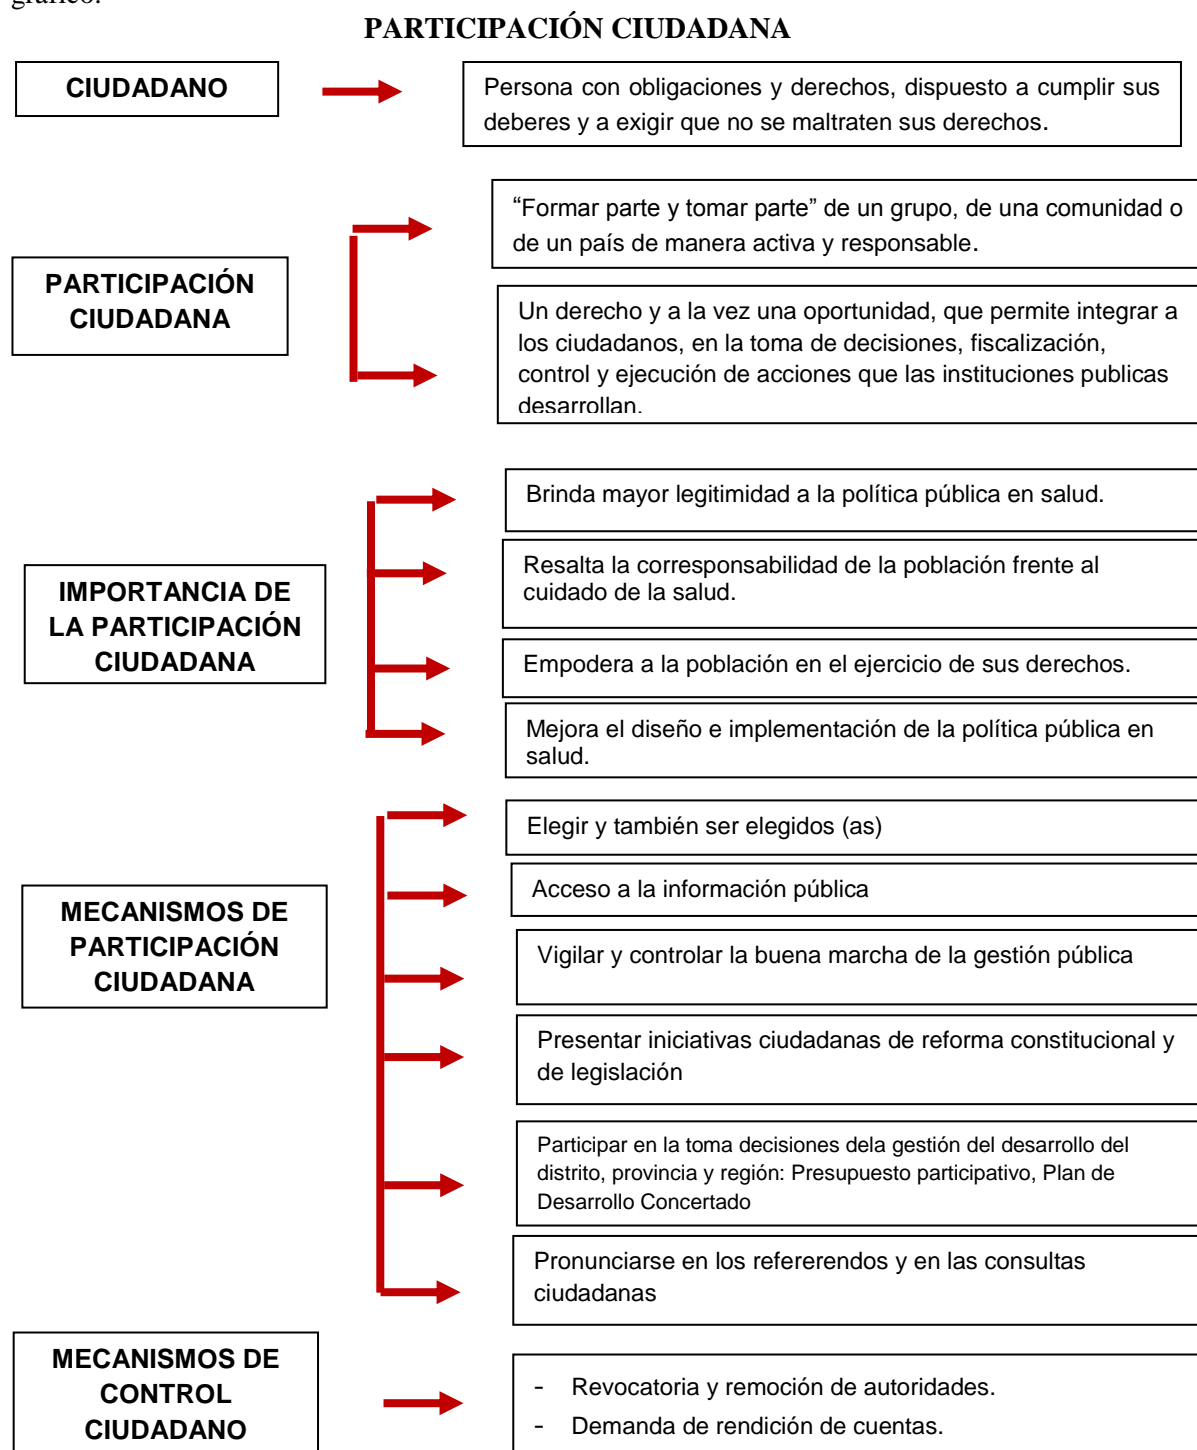 gráfico.
PARTICIPACIÓN CIUDADANA
CIUDADANO
Persona con obligaciones y derechos, dispuesto a cumplir sus
deberes y a exigir que no se maltraten sus derechos.
PARTICIPACIÓN
CIUDADANA
“Formar parte y tomar parte” de un grupo, de una comunidad o
de un país de manera activa y responsable.
Un derecho y a la vez una oportunidad, que permite integrar a
los ciudadanos, en la toma de decisiones, fiscalización,
control y ejecución de acciones que las instituciones publicas
desarrollan.
IMPORTANCIA DE
LA PARTICIPACIÓN
CIUDADANA
Brinda mayor legitimidad a la política pública en salud.
Resalta la corresponsabilidad de la población frente al
cuidado de la salud.
Empodera a la población en el ejercicio de sus derechos.
Mejora el diseño e implementación de la política pública en
salud.
MECANISMOS DE
PARTICIPACIÓN
CIUDADANA
Elegir y también ser elegidos (as)
Acceso a la información pública
Vigilar y controlar la buena marcha de la gestión pública
Presentar iniciativas ciudadanas de reforma constitucional y
de legislación
Participar en la toma decisiones dela gestión del desarrollo del
distrito, provincia y región: Presupuesto participativo, Plan de
Desarrollo Concertado
Pronunciarse en los refererendos y en las consultas
ciudadanas
MECANISMOS DE
CONTROL
CIUDADANO
- Revocatoria y remoción de autoridades.
- Demanda de rendición de cuentas.